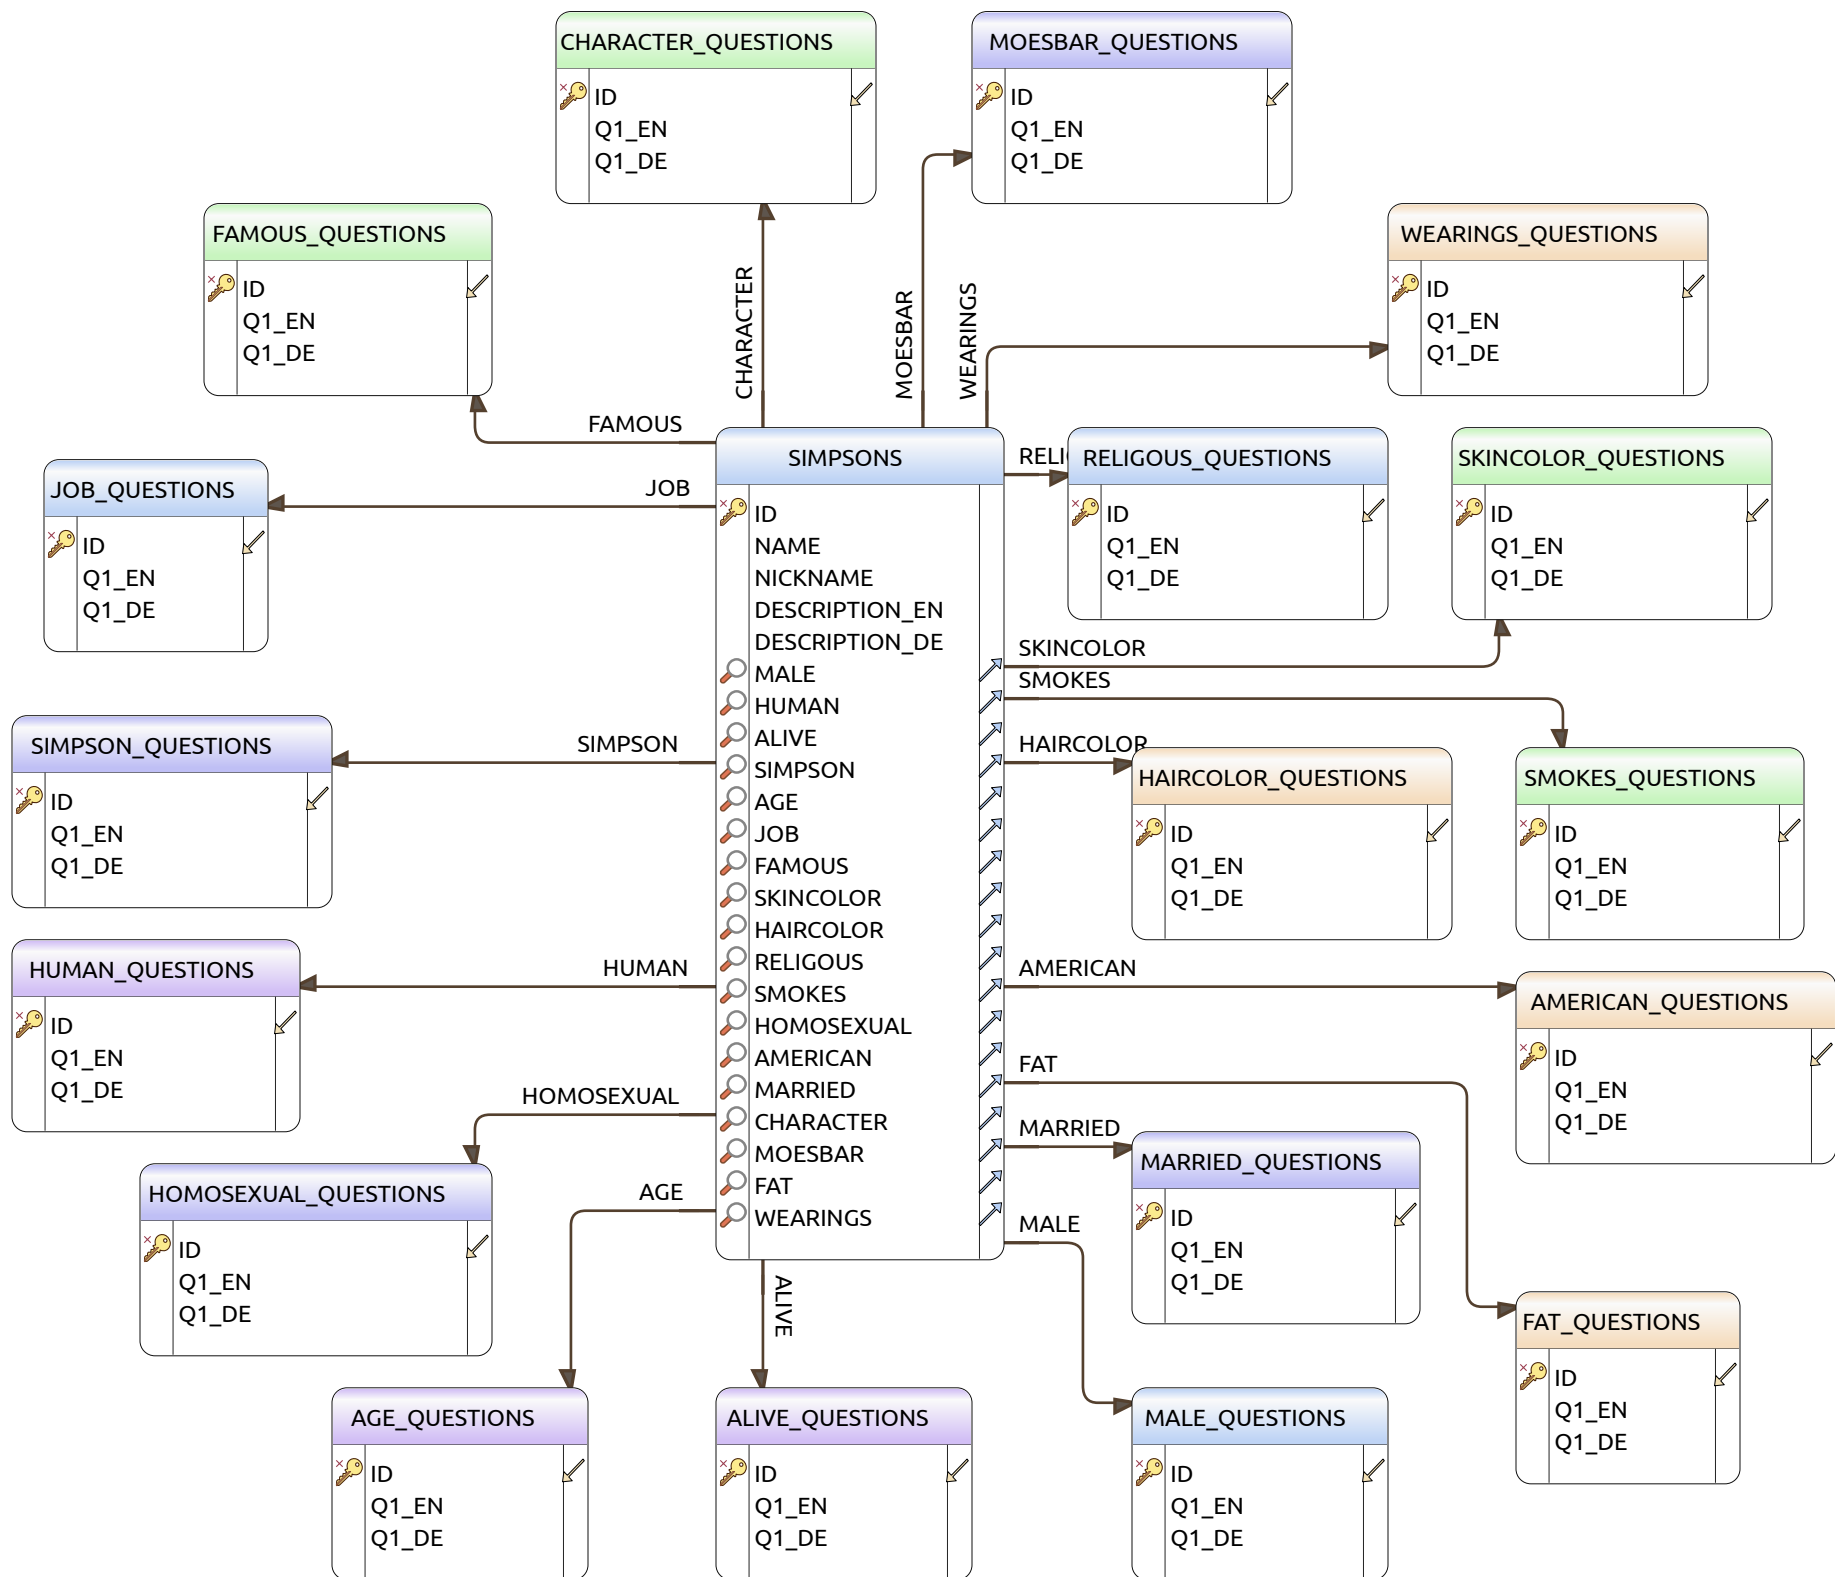 CHARACTER_QUESTIONS
ID
Q1_EN
Q1_DE
MOESBAR_QUESTIONS
ID
Q1_EN
Q1_DE
FAMOUS_QUESTIONS
ID
Q1_EN
Q1_DE
WEARINGS_QUESTIONS
ID
Q1_EN
Q1_DE
CHARACTER
MOESBAR
WEARINGS
FAMOUS
JOB
JOB_QUESTIONS
ID
Q1_EN
Q1_DE
SIMPSONS
ID
NAME
NICKNAME
DESCRIPTION_EN
DESCRIPTION_DE
MALE
HUMAN
ALIVE
SIMPSON
AGE
JOB
FAMOUS
SKINCOLOR
HAIRCOLOR
RELIGOUS
SMOKES
HOMOSEXUAL
AMERICAN
MARRIED
CHARACTER
MOESBAR
FAT
WEARINGS
RELI
RELIGOUS_QUESTIONS
ID
Q1_EN
Q1_DE
SKINCOLOR_QUESTIONS
ID
Q1_EN
Q1_DE
SKINCOLOR
SMOKES
SIMPSON
SIMPSON_QUESTIONS
ID
Q1_EN
Q1_DE
HAIRCOLOR
HAIRCOLOR_QUESTIONS
ID
Q1_EN
Q1_DE
SMOKES_QUESTIONS
ID
Q1_EN
Q1_DE
HUMAN
HUMAN_QUESTIONS
ID
Q1_EN
Q1_DE
AMERICAN
AMERICAN_QUESTIONS
ID
Q1_EN
Q1_DE
FAT
HOMOSEXUAL
HOMOSEXUAL_QUESTIONS
ID
Q1_EN
Q1_DE
MARRIED
MARRIED_QUESTIONS
ID
Q1_EN
Q1_DE
AGE
MALE
ALIVE
FAT_QUESTIONS
ID
Q1_EN
Q1_DE
AGE_QUESTIONS
ID
Q1_EN
Q1_DE
ALIVE_QUESTIONS
ID
Q1_EN
Q1_DE
MALE_QUESTIONS
ID
Q1_EN
Q1_DE